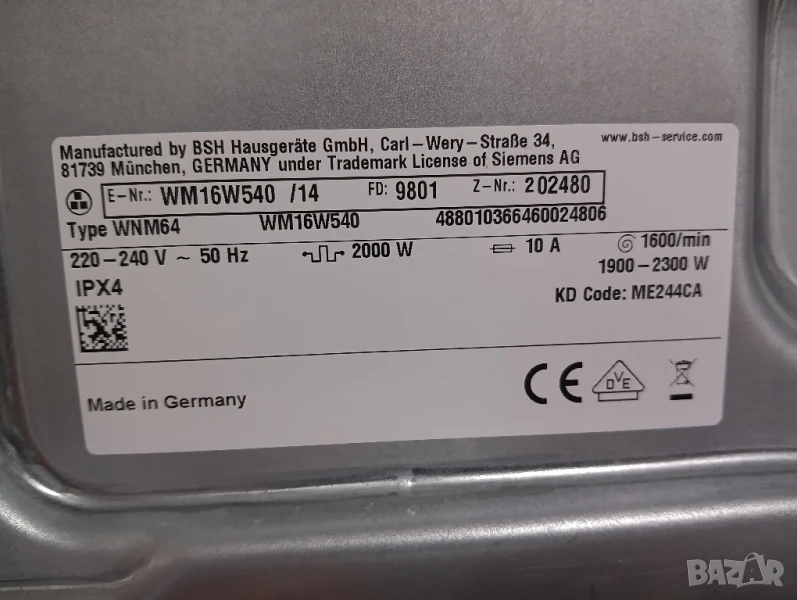 Manufactured by BSH Hausgeräte GmbH, Carl-Wery-Straße 34,
81739 München, GERMANY under Trademark License of Siemens AG
www.bsh-service.com
E-Nr.: WM16W540 /14 FD: 9801 Z-Nr.: 202480
Type WNM64 WM16W540 488010366460024806
220-240 V ~ 50 Hz 2000 W 10 A 1600/min
1900-2300 W
IPX4
KD Code: ME244CA
Made in Germany
CE
DVE
BAZAR